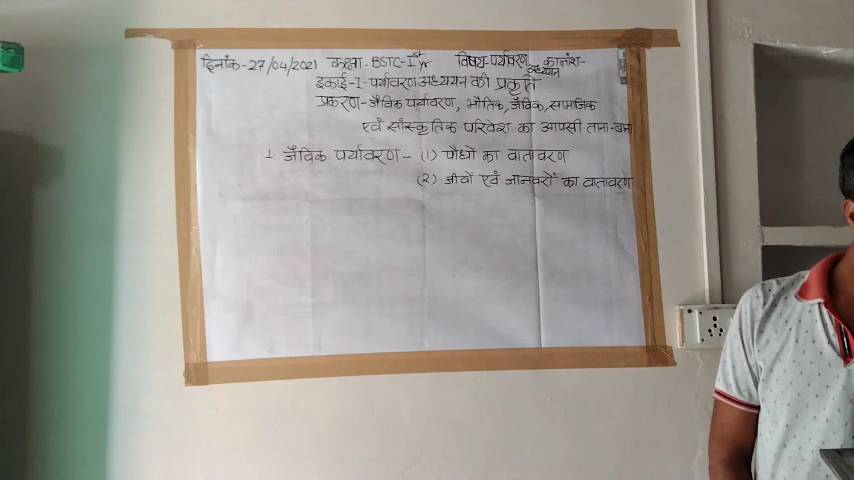 दिनांक-27/04/2021 कक्षा-BSTC-Ist yr विषय-पर्यावरण अध्ययन कालांश-
इकाई-I-पर्यावरण अध्ययन की प्रकृति
प्रकरण-जैविक पर्यावरण, भौतिक, जैविक, सामाजिक
एवं सांस्कृतिक परिवेश का आपसी ताना-बाना
1 जैविक पर्यावरण-(1) पौधों का वातावरण
(2) जीवों एवं जानवरों का वातावरण